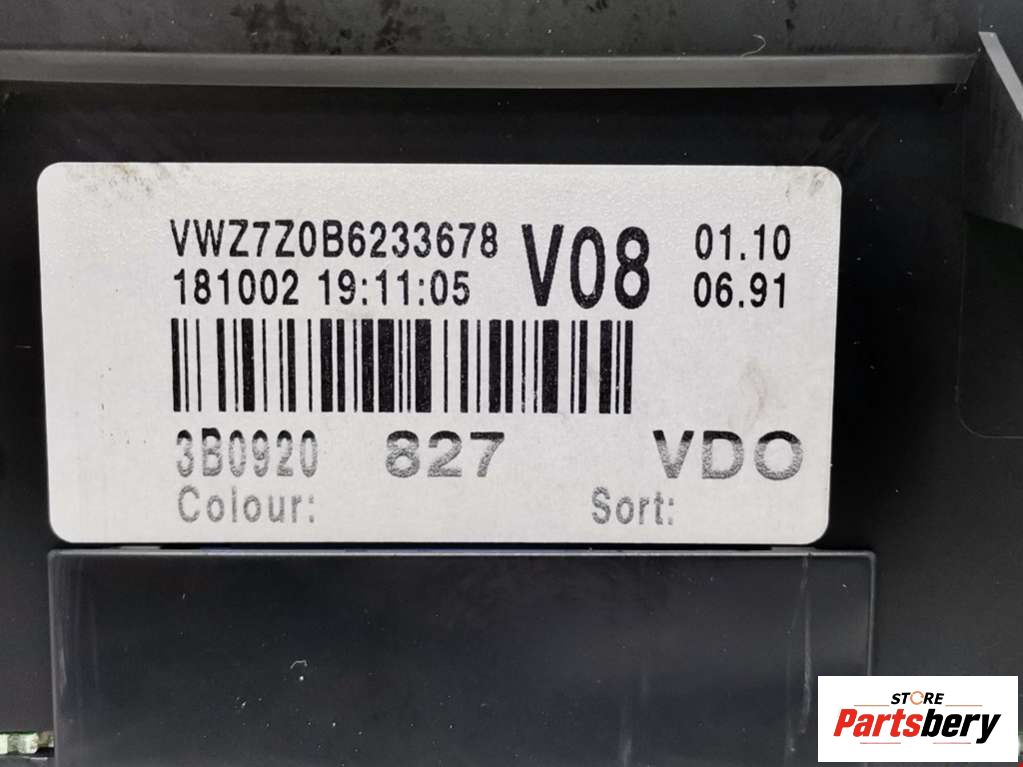 VWZ7Z0B6233678 V08 01.10
181002 19:11:05 06.91
3B0920 827 VDO
Colour: Sort:
STORE
Partsbery